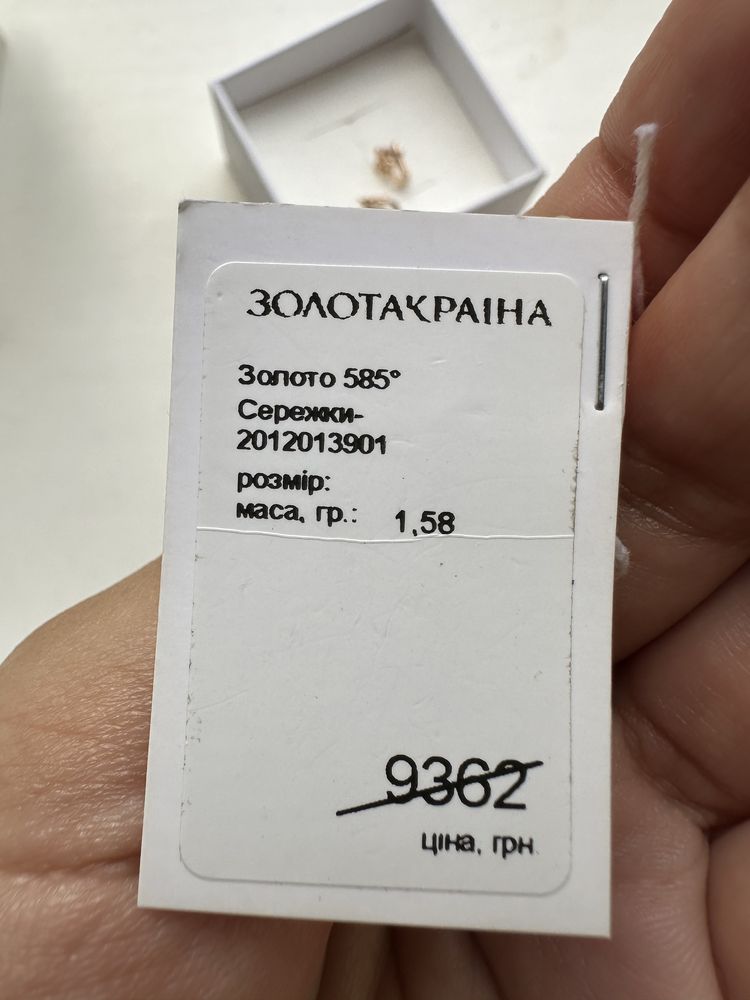 ЗОЛОТАКРАЇНА
Золото 585°
Сережки-
2012013901
розмір:
маса, гр.: 1,58
9362
ціна, грн